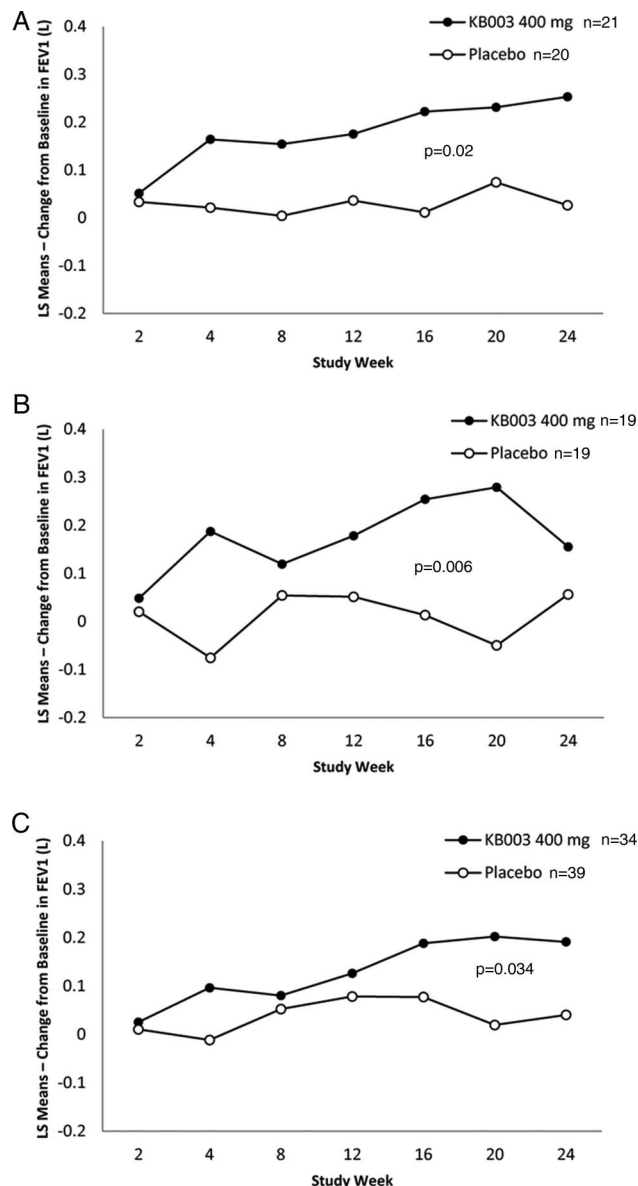 A
KB003 400 mg n=21
Placebo n=20
LS Means – Change from Baseline in FEV1 (L)
0.4
0.3
0.2
0.1
0
-0.1
-0.2
p=0.02
2 4 8 12 16 20 24
Study Week
B
KB003 400 mg n=19
Placebo n=19
LS Means – Change from Baseline in FEV1 (L)
0.4
0.3
0.2
0.1
0
-0.1
-0.2
p=0.006
2 4 8 12 16 20 24
Study Week
C
KB003 400 mg n=34
Placebo n=39
LS Means – Change from Baseline in FEV1 (L)
0.4
0.3
0.2
0.1
0
-0.1
-0.2
p=0.034
2 4 8 12 16 20 24
Study Week